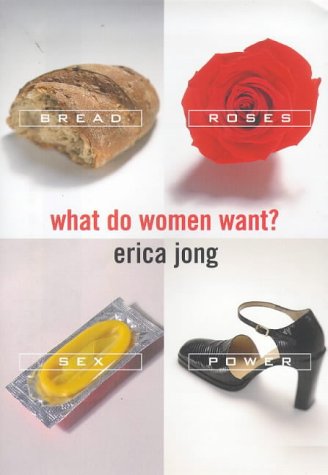 BREAD
ROSES
what do women want?
erica jong
SEX
POWER